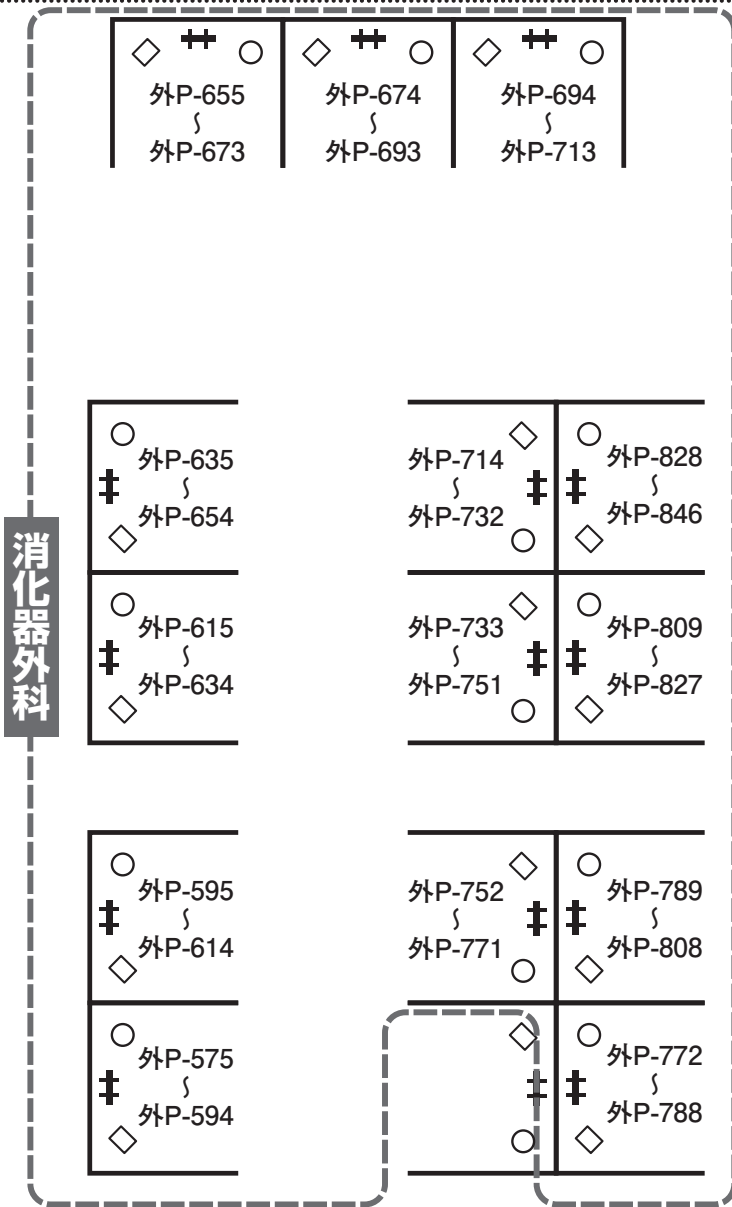 外P-655
〜
外P-673
外P-674
〜
外P-693
外P-694
〜
外P-713
消化器外科
外P-635
〜
外P-654
外P-714
〜
外P-732
外P-828
〜
外P-846
外P-615
〜
外P-634
外P-733
〜
外P-751
外P-809
〜
外P-827
外P-595
〜
外P-614
外P-752
〜
外P-771
外P-789
〜
外P-808
外P-575
〜
外P-594
外P-772
〜
外P-788